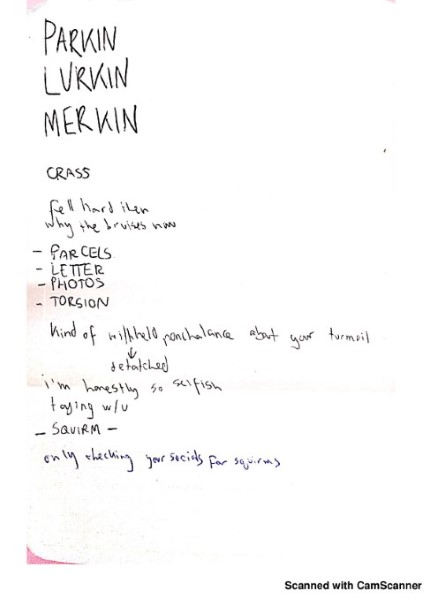 PARKIN
LURKIN
MERKIN
CRASS
fell hard then
why the bruises now
- PARCELS
- LETTER
- PHOTOS
- TORSION
kind of withheld nonchalance about your turmoil
↓
detatched
i'm honestly so selfish
toying w/u
- SQUIRM -
only checking your socials for squirms
Scanned with CamScanner